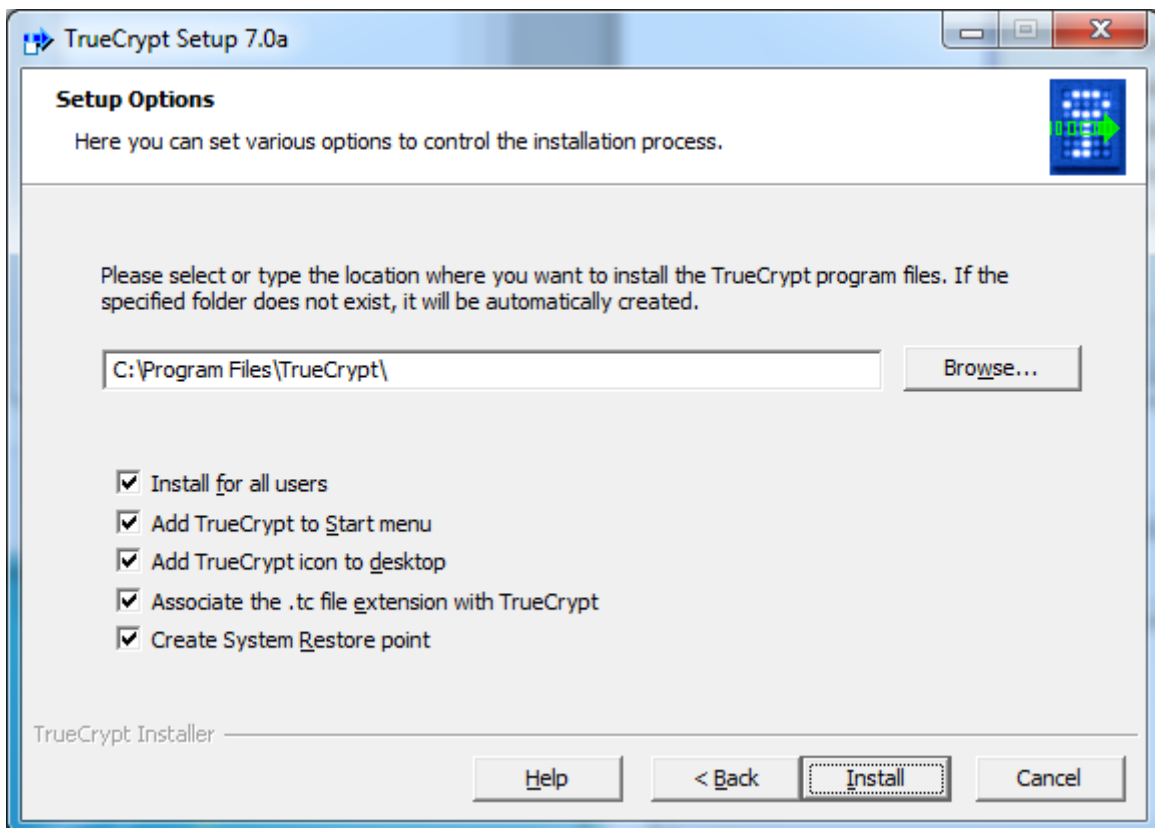 TrueCrypt Setup 7.0a
Setup Options
Here you can set various options to control the installation process.
Please select or type the location where you want to install the TrueCrypt program files. If the
specified folder does not exist, it will be automatically created.
C:\Program Files\TrueCrypt\
Browse...
Install for all users
Add TrueCrypt to Start menu
Add TrueCrypt icon to desktop
Associate the .tc file extension with TrueCrypt
Create System Restore point
TrueCrypt Installer
Help
< Back
Install
Cancel